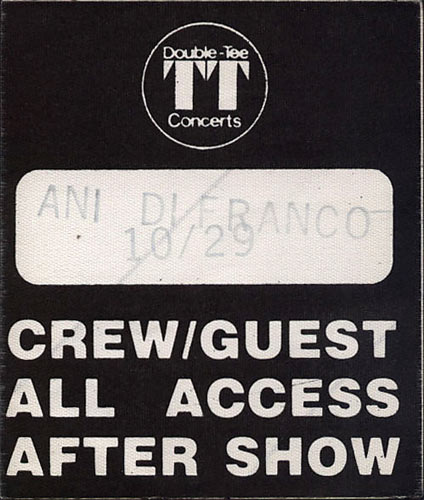 Double-Tee
TT
Concerts
ANI DIFRANCO
10/29
CREW/GUEST
ALL ACCESS
AFTER SHOW